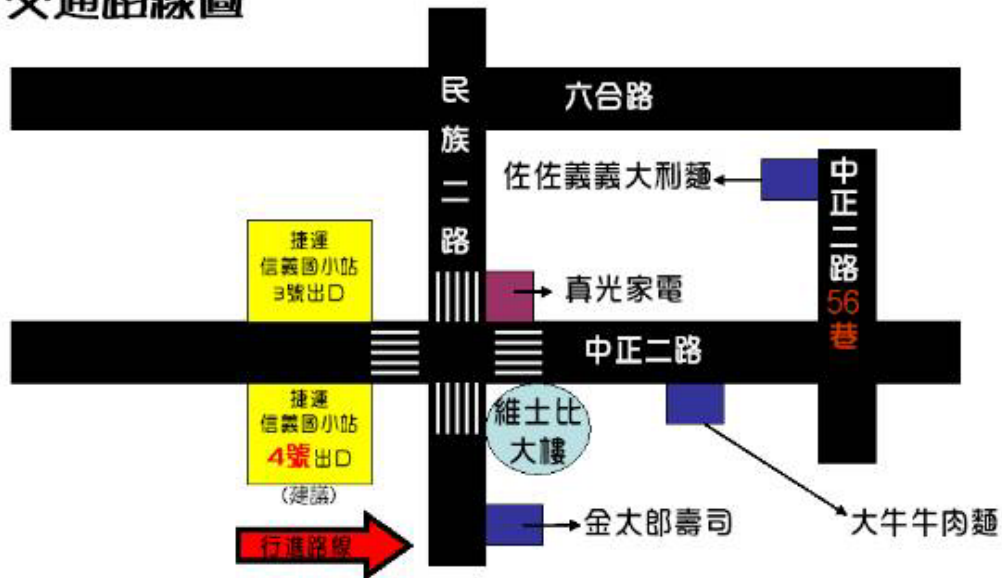 交通路線圖
民族二路
六合路
佐佐義義大利麵
中正二路56巷
捷運
信義國小站
3號出口
真光家電
中正二路
捷運
信義國小站
4號出口
(建議)
維士比
大樓
金太郎壽司
大牛牛肉麵
行進路線